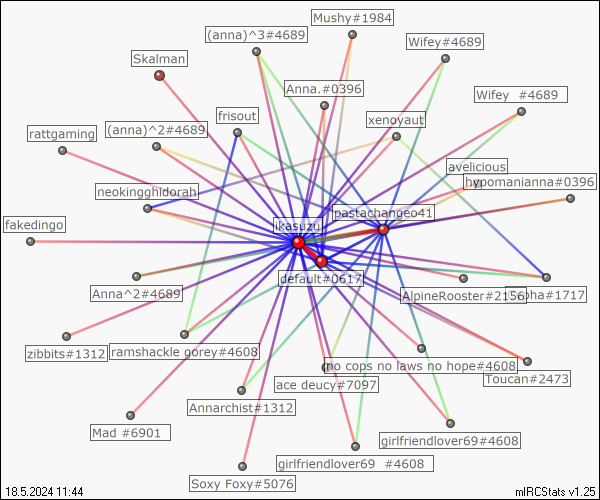 Mushy#1984
(anna)^3#4689
Wifey#4689
Skalman
Anna.#0396
Wifey #4689
frisout
xenoyaut
(anna)^2#4689
rattgaming
avelicious
hypomanianna#0396
neokingghidorah
pastachangeo41
fakedingo
ikasuzu
default#0617
Anna^2#4689
AlpineRooster#2156
#1717
zibbits#1312
ramshackle gorey#4608
no cops no laws no hope#4608
Toucan#2473
ace deucy#7097
Annarchist#1312
Mad #6901
girlfriendlover69#4608
girlfriendlover69 #4608
Soxy Foxy#5076
18.5.2024 11:44
mIRCStats v1.25